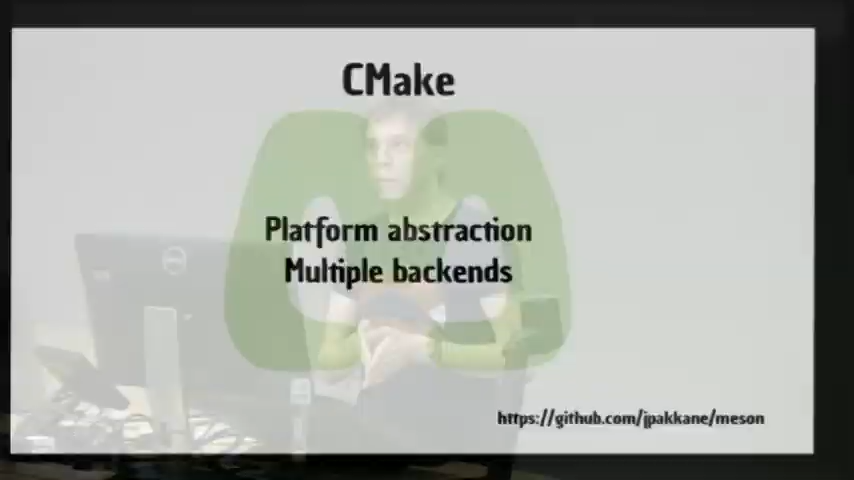 CMake
Platform abstraction
Multiple backends
https://github.com/jpakkane/meson